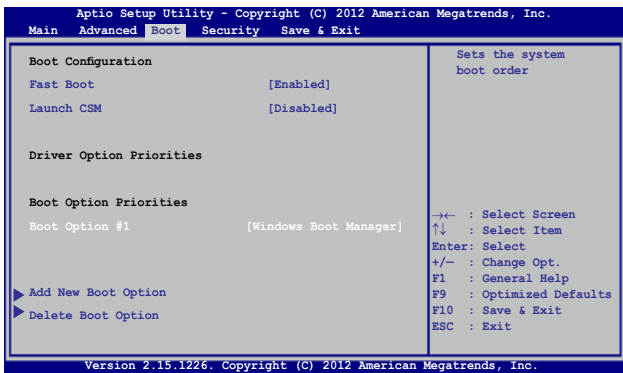 Aptio Setup Utility - Copyright (C) 2012 American Megatrends, Inc.
Main Advanced Boot Security Save & Exit
Boot Configuration
Fast Boot [Enabled]
Launch CSM [Disabled]
Driver Option Priorities
Boot Option Priorities
Boot Option #1 [Windows Boot Manager]
Add New Boot Option
Delete Boot Option
Sets the system
boot order
→← : Select Screen
↑↓ : Select Item
Enter: Select
+/— : Change Opt.
F1 : General Help
F9 : Optimized Defaults
F10 : Save & Exit
ESC : Exit
Version 2.15.1226. Copyright (C) 2012 American Megatrends, Inc.